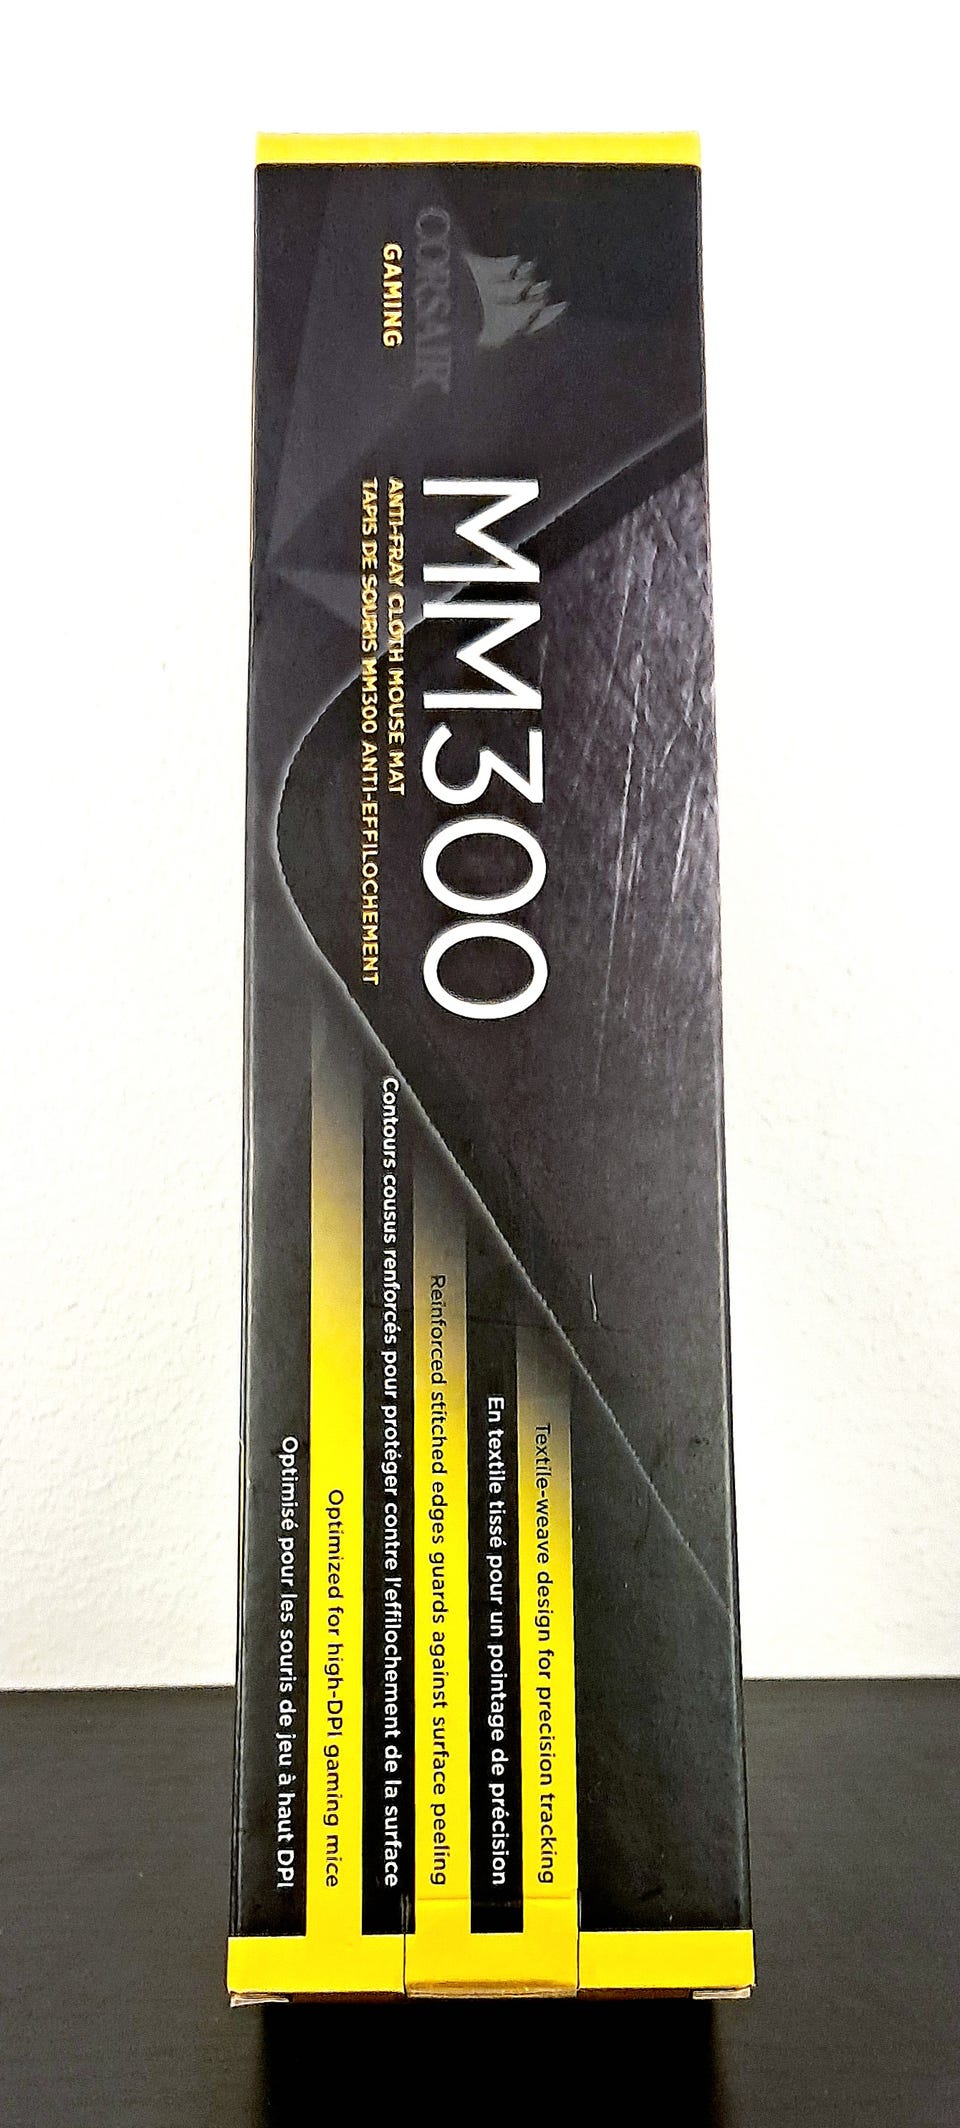 CORSAIR
GAMING
MM300
ANTI-FRAY CLOTH MOUSE MAT
TAPIS DE SOURIS MM300 ANTI-EFFILOCHEMENT
Textile-weave design for precision tracking
En textile tissé pour un pointage de précision
Reinforced stitched edges guards against surface peeling
Contours cousus renforcés pour protéger contre l'effilochement de la surface
Optimized for high-DPI gaming mice
Optimisé pour les souris de jeu à haut DPI